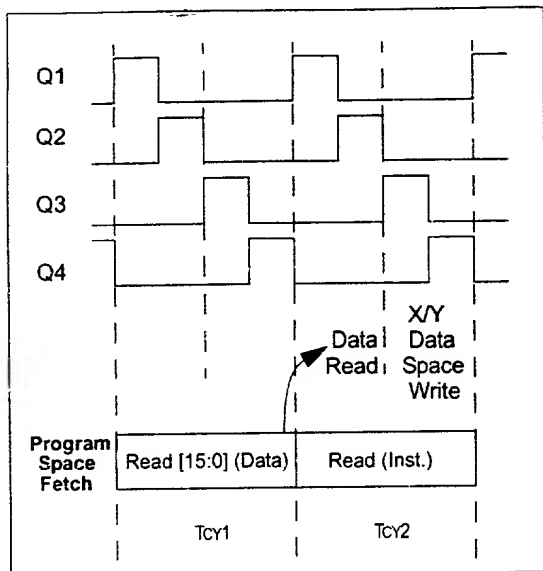 Q1
Q2
Q3
Q4
X/Y
Data Data
Read Space
Write
Program
Space
Fetch
Read [15:0] (Data) Read (Inst.)
TCY1 TCY2